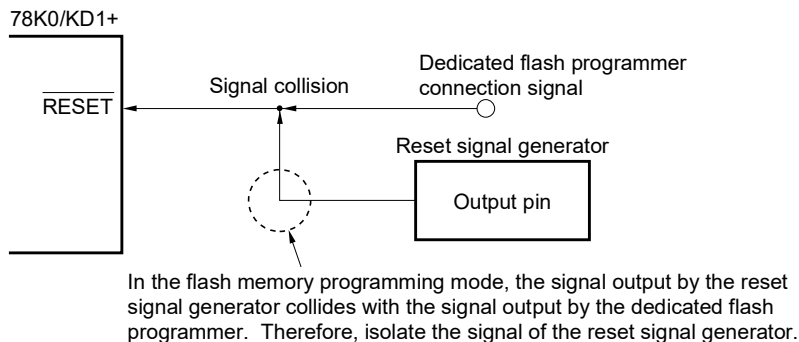 78K0/KD1+
Dedicated flash programmer
connection signal
Signal collision
RESET
Reset signal generator
Output pin
In the flash memory programming mode, the signal output by the reset
signal generator collides with the signal output by the dedicated flash
programmer.  Therefore, isolate the signal of the reset signal generator.